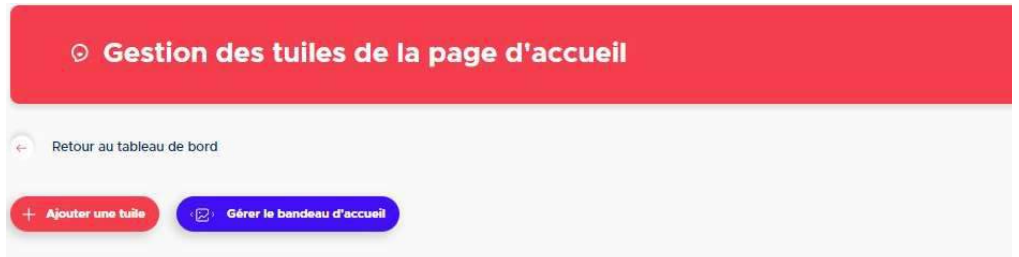 Gestion des tuiles de la page d'accueil
Retour au tableau de bord
Ajouter une tuile
Gérer le bandeau d'accueil